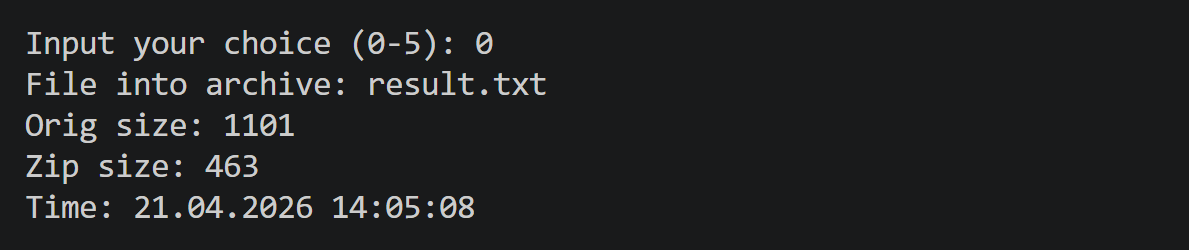 Input your choice (0-5): 0
File into archive: result.txt
Orig size: 1101
Zip size: 463
Time: 21.04.2026 14:05:08